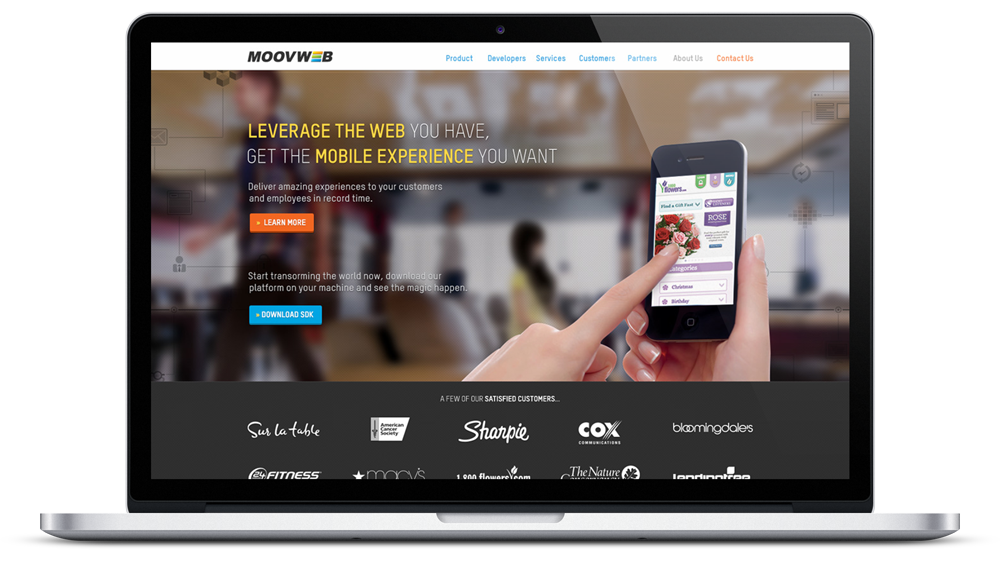 MOOVWEB
Product Developers Services Customers Partners About Us Contact Us
LEVERAGE THE WEB YOU HAVE,
GET THE MOBILE EXPERIENCE YOU WANT
Deliver amazing experiences to your customers
and employees in record time.
> LEARN MORE
Start transorming the world now, download our
platform on your machine and see the magic happen.
> DOWNLOAD SDK
flowers.com
Find a Gift Fast
ROSE
Categories
Christmas
Birthday
A FEW OF OUR SATISFIED CUSTOMERS...
Sur la table
American
Cancer
Society
Sharpie
COX
COMMUNICATIONS
bloomingdale's
24 FITNESS
macy's
1.800.flowers.com
The Nature
lendingtree